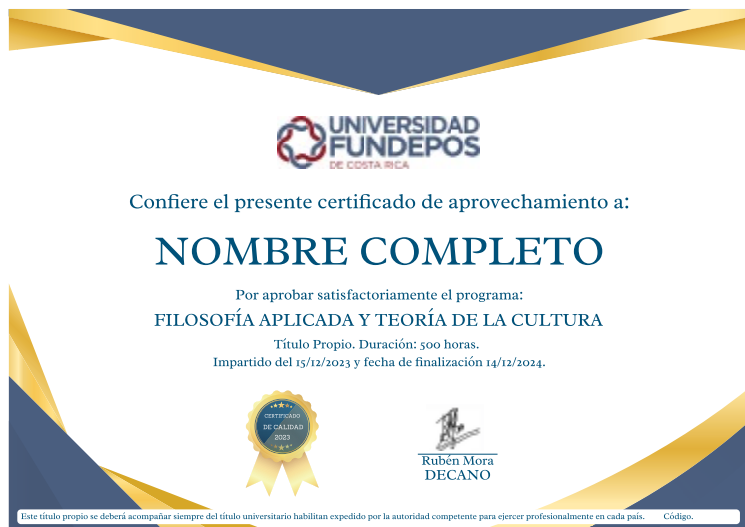 UNIVERSIDAD
FUNDEPOS
DE COSTA RICA
Confiere el presente certificado de aprovechamiento a:
NOMBRE COMPLETO
Por aprobar satisfactoriamente el programa:
FILOSOFÍA APLICADA Y TEORÍA DE LA CULTURA
Título Propio. Duración: 500 horas.
Impartido del 15/12/2023 y fecha de finalización 14/12/2024.
CERTIFICADO
DE CALIDAD
2023
Rubén Mora
DECANO
Este título propio se deberá acompañar siempre del título universitario habilitan expedido por la autoridad competente para ejercer profesionalmente en cada país. Código.